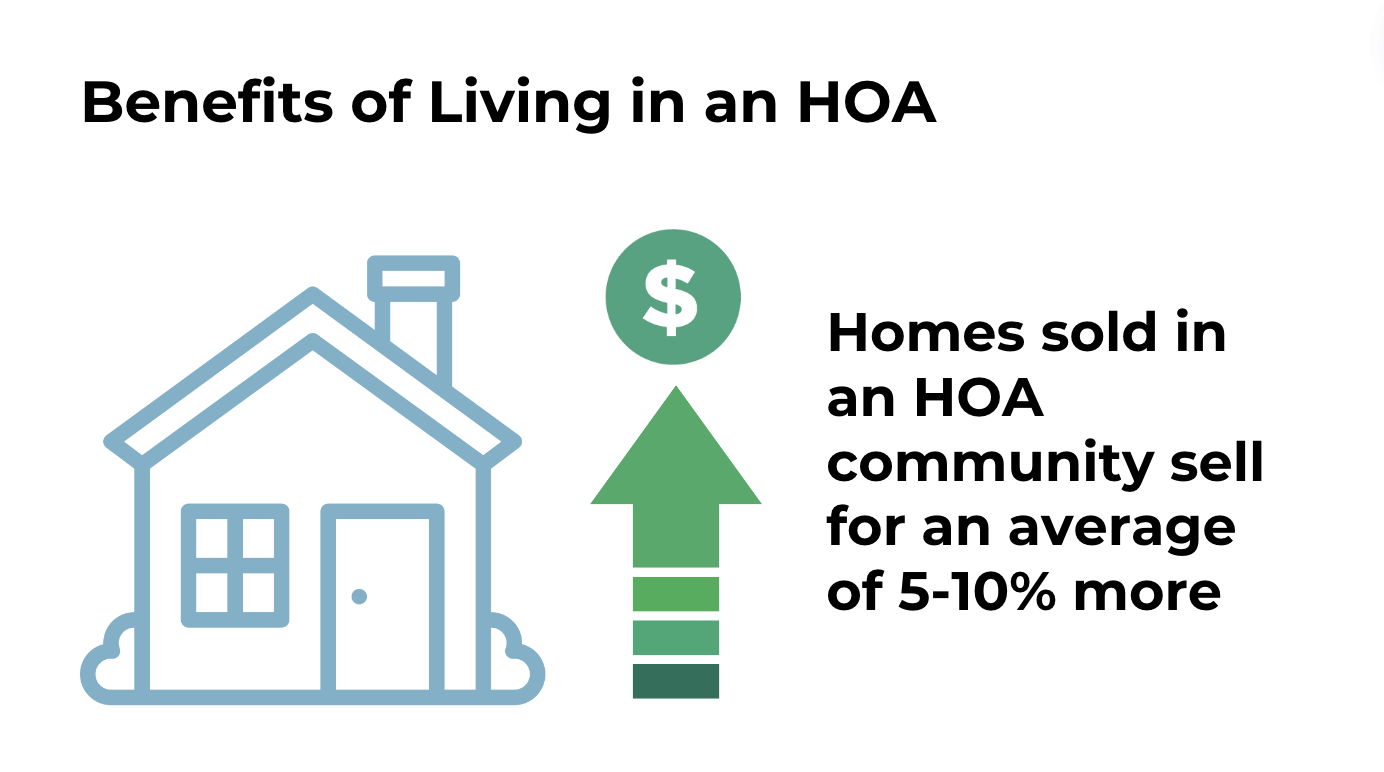 Benefits of Living in an HOA
$
Homes sold in
an HOA
community sell
for an average
of 5-10% more